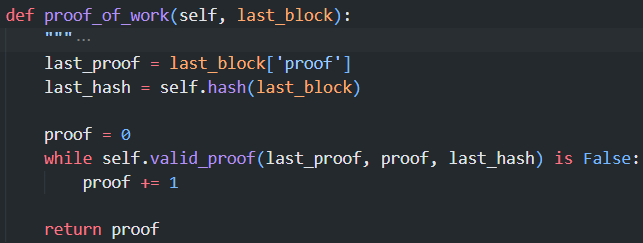 def proof_of_work(self, last_block):
    """...
    last_proof = last_block['proof']
    last_hash = self.hash(last_block)

    proof = 0
    while self.valid_proof(last_proof, proof, last_hash) is False:
        proof += 1

    return proof